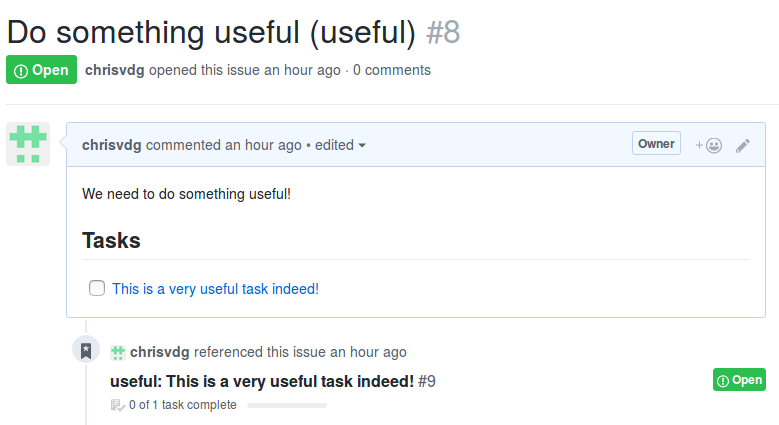 Do something useful (useful) #8
Open chrisvdg opened this issue an hour ago · 0 comments
chrisvdg commented an hour ago • edited Owner
We need to do something useful!
Tasks
This is a very useful task indeed!
chrisvdg referenced this issue an hour ago
useful: This is a very useful task indeed! #9 Open
0 of 1 task complete